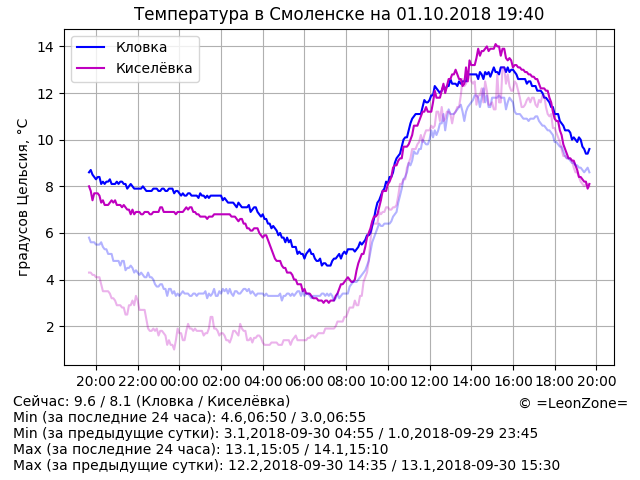 Температура в Смоленске на 01.10.2018 19:40
Кловка
Киселёвка
градусов Цельсия, °C
14
12
10
8
6
4
2
20:00 22:00 00:00 02:00 04:00 06:00 08:00 10:00 12:00 14:00 16:00 18:00 20:00
Сейчас: 9.6 / 8.1 (Кловка / Киселёвка)
© =LeonZone=
Min (за последние 24 часа): 4.6,06:50 / 3.0,06:55
Min (за предыдущие сутки): 3.1,2018-09-30 04:55 / 1.0,2018-09-29 23:45
Max (за последние 24 часа): 13.1,15:05 / 14.1,15:10
Max (за предыдущие сутки): 12.2,2018-09-30 14:35 / 13.1,2018-09-30 15:30